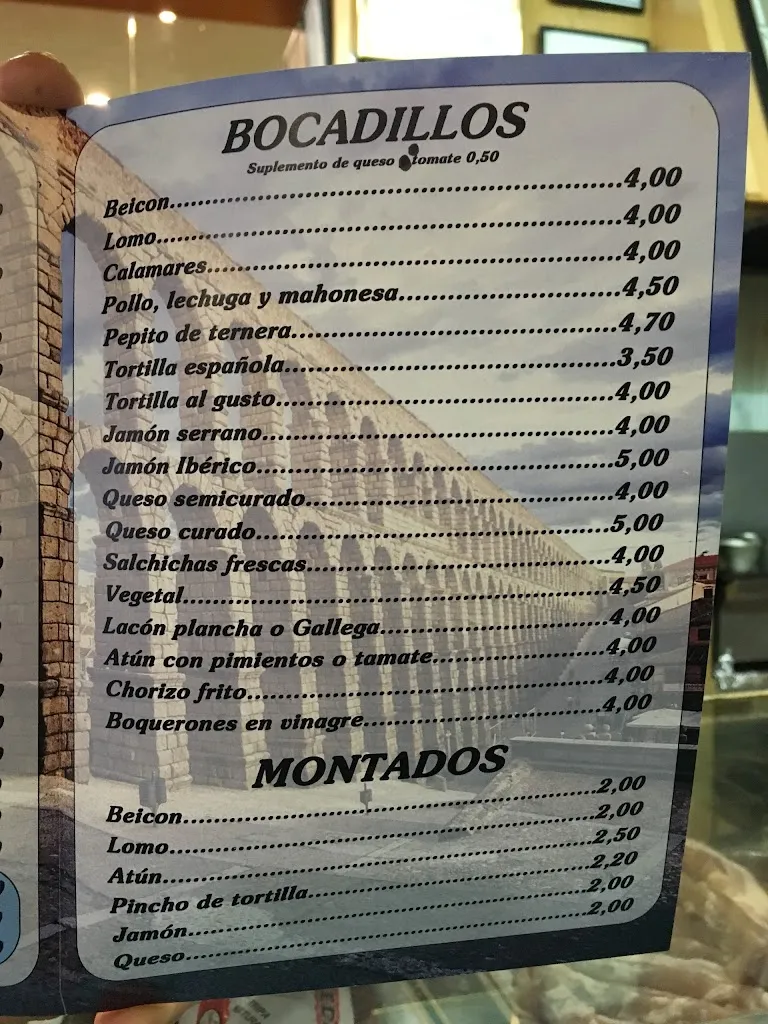 BOCADILLOS
Suplemento de queso tomate 0,50
Beicon....4,00
Lomo....4,00
Calamares....4,00
Pollo, lechuga y mahonesa....4,50
Pepito de ternera....4,70
Tortilla española....3,50
Tortilla al gusto....4,00
Jamón serrano....4,00
Jamón Ibérico....5,00
Queso semicurado....4,00
Queso curado....5,00
Salchichas frescas....4,00
Vegetal....4,50
Lacón plancha o Gallega....4,00
Atún con pimientos o tamate....4,00
Chorizo frito....4,00
Boquerones en vinagre....4,00
MONTADOS
Beicon....2,00
Lomo....2,00
Atún....2,50
Pincho de tortilla....2,20
Jamón....2,00
Queso....2,00